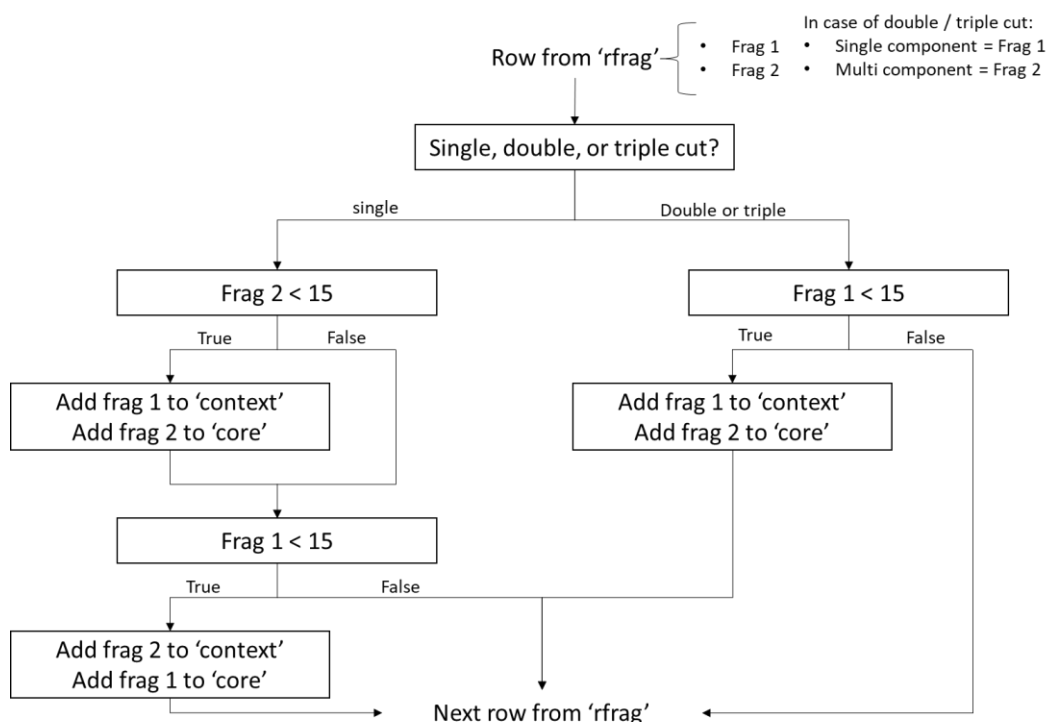 In case of double / triple cut:
Row from ‘rfrag’
• Frag 1 • Single component = Frag 1
• Frag 2 • Multi component = Frag 2
Single, double, or triple cut?
single
Double or triple
Frag 2 < 15
Frag 1 < 15
True
False
True
False
Add frag 1 to ‘context’
Add frag 2 to ‘core’
Add frag 1 to ‘context’
Add frag 2 to ‘core’
Frag 1 < 15
True
False
Add frag 2 to ‘context’
Add frag 1 to ‘core’
Next row from ‘rfrag’